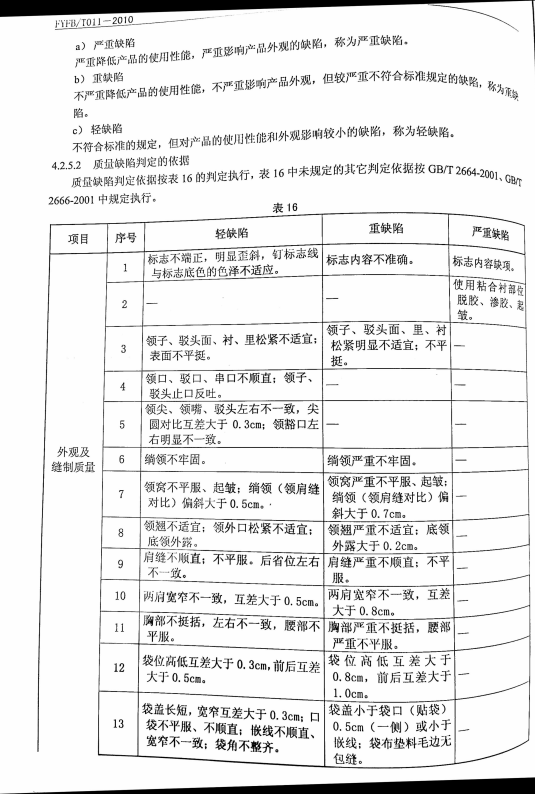 FYFB/T011－2010
a） 严重缺陷
严重降低产品的使用性能，严重影响产品外观的缺陷，称为严重缺陷。
b） 重缺陷
不严重降低产品的使用性能，不严重影响产品外观，但较严重不符合标准规定的缺陷，称为重缺
陷。
c） 轻缺陷
不符合标准的规定，但对产品的使用性能和外观影响较小的缺陷，称为轻缺陷。
4.2.5.2 质量缺陷判定的依据
质量缺陷判定依据按表 16 的判定执行，表 16 中未规定的其它判定依据按 GB/T 2664-2001、GB/T
2666-2001 中规定执行。
表 16
项目 序号 轻缺陷 重缺陷 严重缺陷
外观及
缝制质量
1
标志不端正，明显歪斜，钉标志线
与标志底色的色泽不适应。
标志内容不准确。
标志内容缺项。
2
—
—
使用粘合衬部位
脱胶、渗胶、起
皱。
3
领子、驳头面、衬、里松紧不适宜；
表面不平挺。
领子、驳头面、里、衬
松紧明显不适宜；不平
挺。
—
4
领口、驳口、串口不顺直；领子、
驳头止口反吐。
—
—
5
领尖、领嘴、驳头左右不一致，尖
圆对比互差大于 0.3cm；领豁口左
右明显不一致。
—
—
6
绱领不牢固。
绱领严重不牢固。
—
7
领窝不平服、起皱；绱领（领肩缝
对比）偏斜大于 0.5cm。
领窝严重不平服、起皱；
绱领（领肩缝对比）偏
斜大于 0.7cm。
—
8
领翘不适宜；领外口松紧不适宜；
底领外露。
领翘严重不适宜；底领
外露大于 0.2cm。
—
9
肩缝不顺直；不平服。后省位左右
不一致。
肩缝严重不顺直；不平
服。
—
10
两肩宽窄不一致，互差大于 0.5cm。
两肩宽窄不一致，互差
大于 0.8cm。
—
11
胸部不挺括，左右不一致，腰部不
平服。
胸部严重不挺括，腰部
严重不平服。
—
12
袋位高低互差大于 0.3cm,前后互差
大于 0.5cm。
袋位高低互差大于
0.8cm，前后互差大于
1.0cm。
—
13
袋盖长短，宽窄互差大于 0.3cm；口
袋不平服、不顺直；嵌线不顺直、
宽窄不一致；袋角不整齐。
袋盖小于袋口（贴袋）
0.5cm（一侧）或小于
嵌线；袋布垫料毛边无
包缝。
—